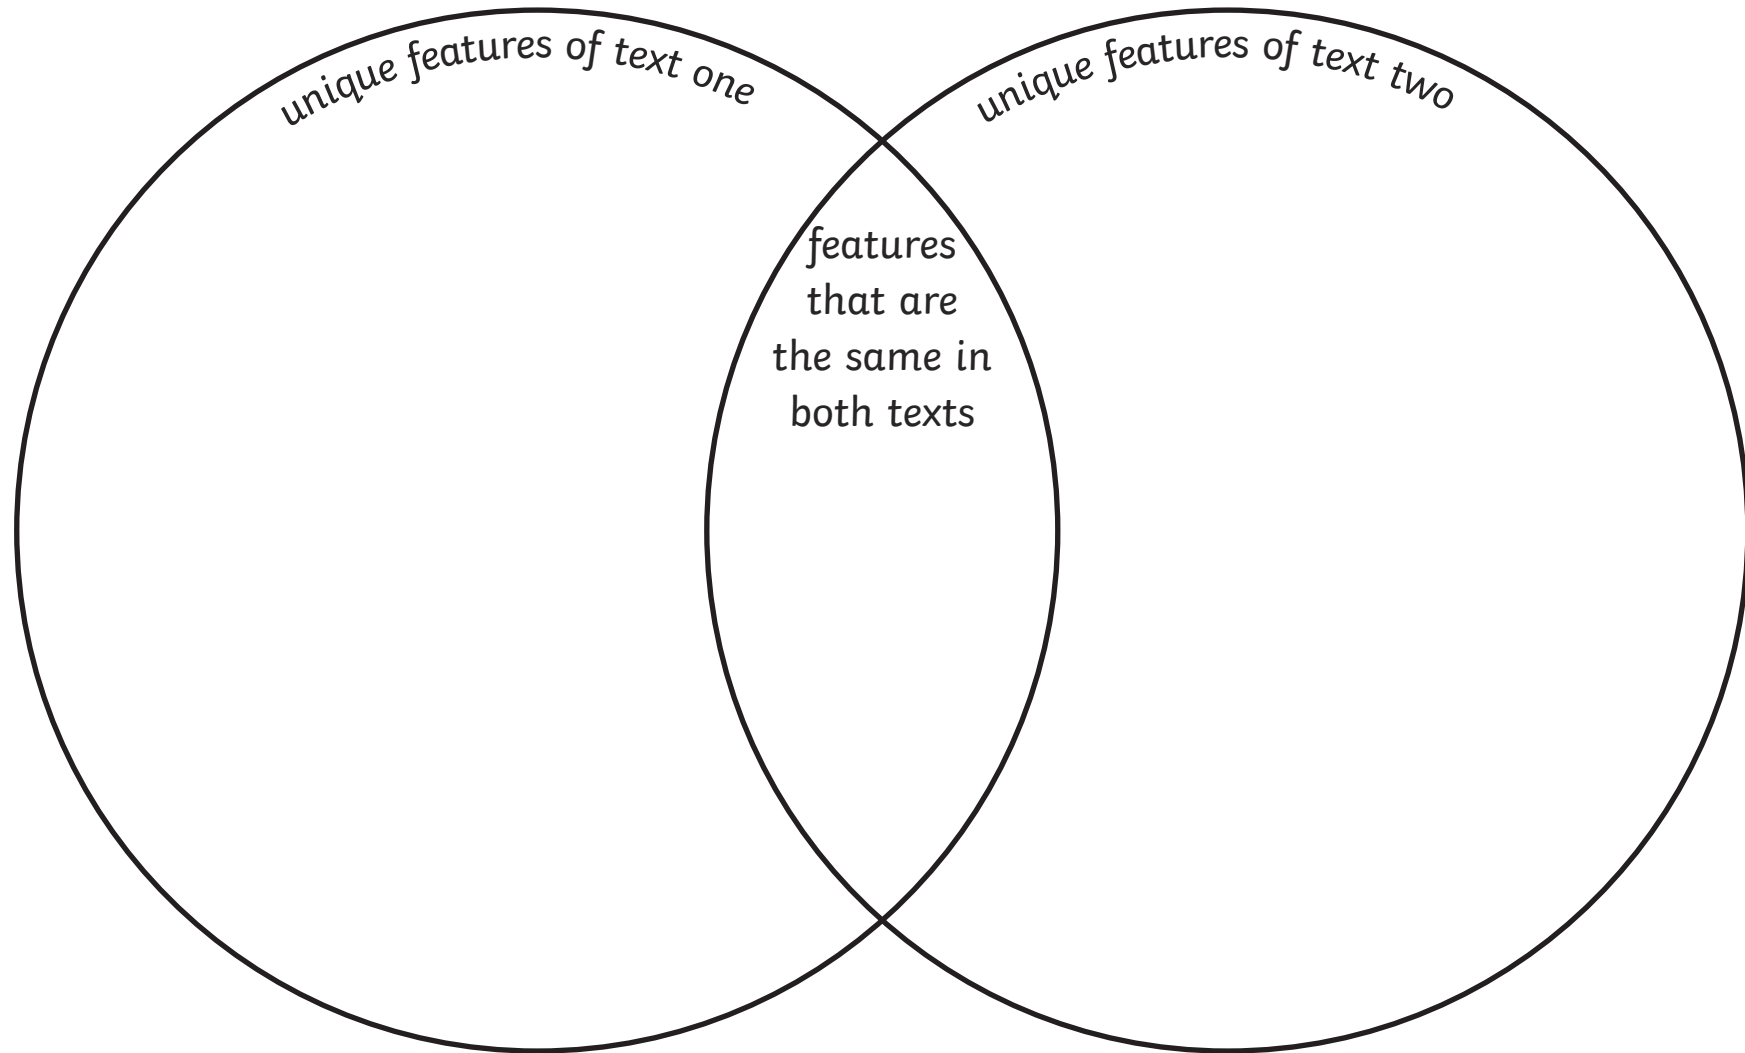 unique features of text one
unique features of text two
features
that are
the same in
both texts